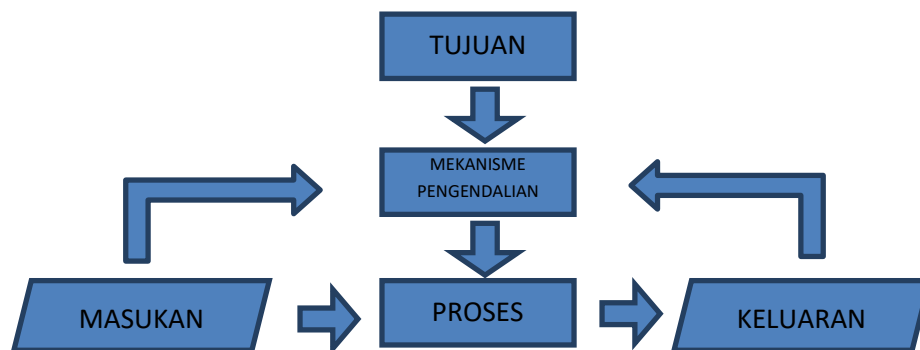 TUJUAN
MEKANISME
PENGENDALIAN
MASUKAN
PROSES
KELUARAN